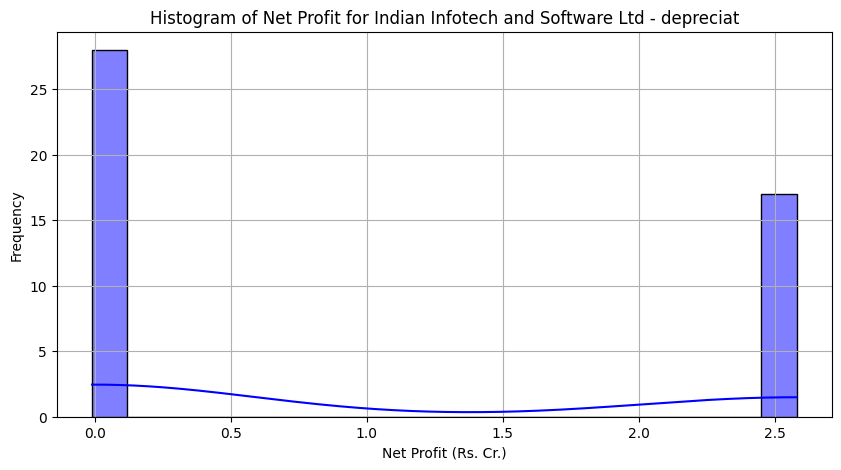 Histogram of Net Profit for Indian Infotech and Software Ltd - depreciat
25
20
15
10
5
0
Frequency
0.0 0.5 1.0 1.5 2.0 2.5
Net Profit (Rs. Cr.)